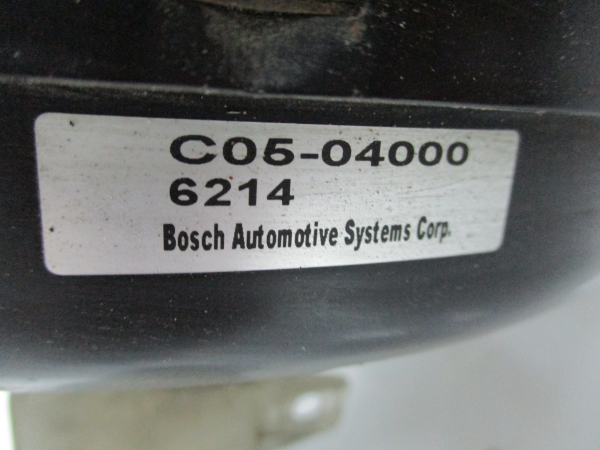 C05-04000
6214
Bosch Automotive Systems Corp.